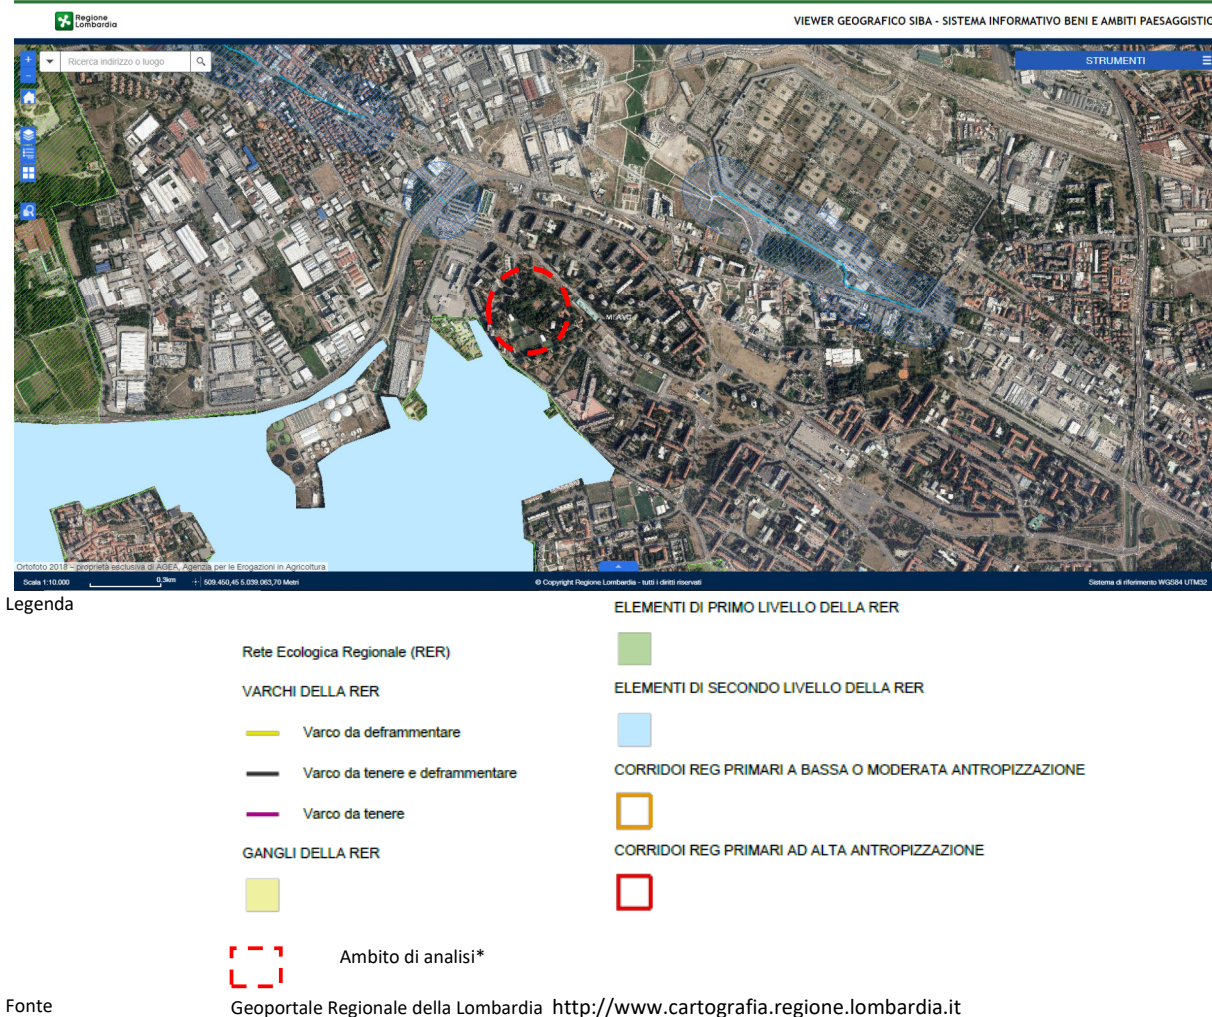 Regione
Lombardia
VIEWER GEOGRAFICO SIBA - SISTEMA INFORMATIVO BENI E AMBITI PAESAGGISTIC
Ricerca indirizzo o luogo
STRUMENTI
Ortofoto 2018 – proprietà esclusiva di AGEA, Agenzia per le Erogazioni in Agricoltura
Scala 1:10.000
0,3km
509.450,45 5.039.063,70 Metri
© Copyright Regione Lombardia - tutti i diritti riservati
Sistema di riferimento WGS84 UTM32
Legenda
Rete Ecologica Regionale (RER)
VARCHI DELLA RER
Varco da deframmentare
Varco da tenere e deframmentare
Varco da tenere
GANGLI DELLA RER
ELEMENTI DI PRIMO LIVELLO DELLA RER
ELEMENTI DI SECONDO LIVELLO DELLA RER
CORRIDOI REG PRIMARI A BASSA O MODERATA ANTROPIZZAZIONE
CORRIDOI REG PRIMARI AD ALTA ANTROPIZZAZIONE
Ambito di analisi*
Fonte
Geoportale Regionale della Lombardia http://www.cartografia.regione.lombardia.it